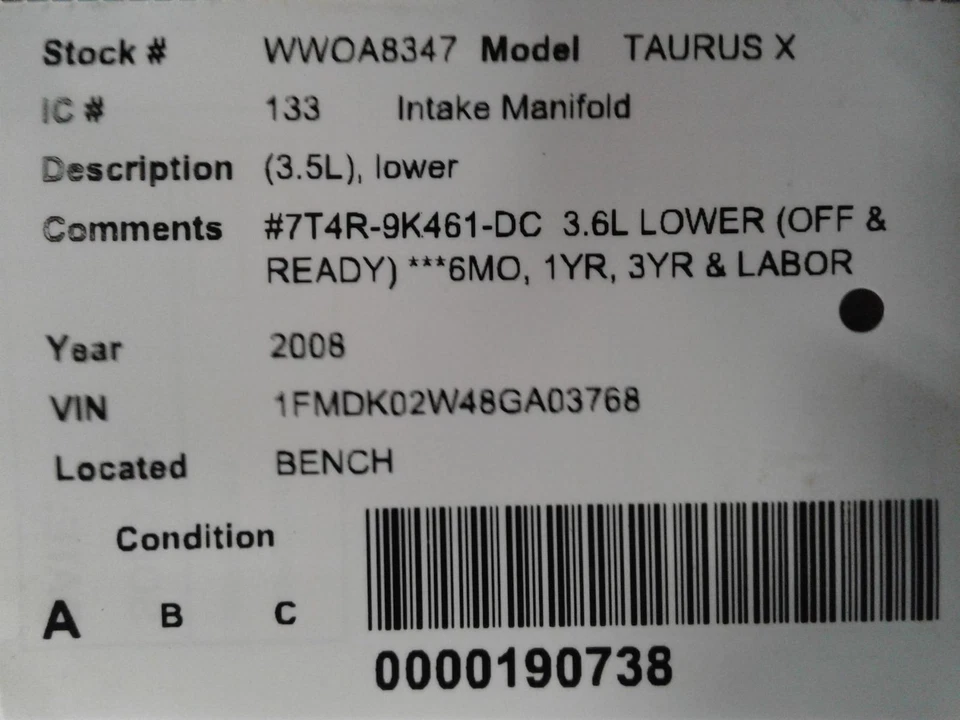 Stock # WWOA8347 Model TAURUS X
IC # 133 Intake Manifold
Description (3.5L), lower
Comments #7T4R-9K461-DC 3.6L LOWER (OFF &
READY) ***6MO, 1YR, 3YR & LABOR
Year 2008
VIN 1FMDK02W48GA03768
Located BENCH
Condition
A B C
0000190738